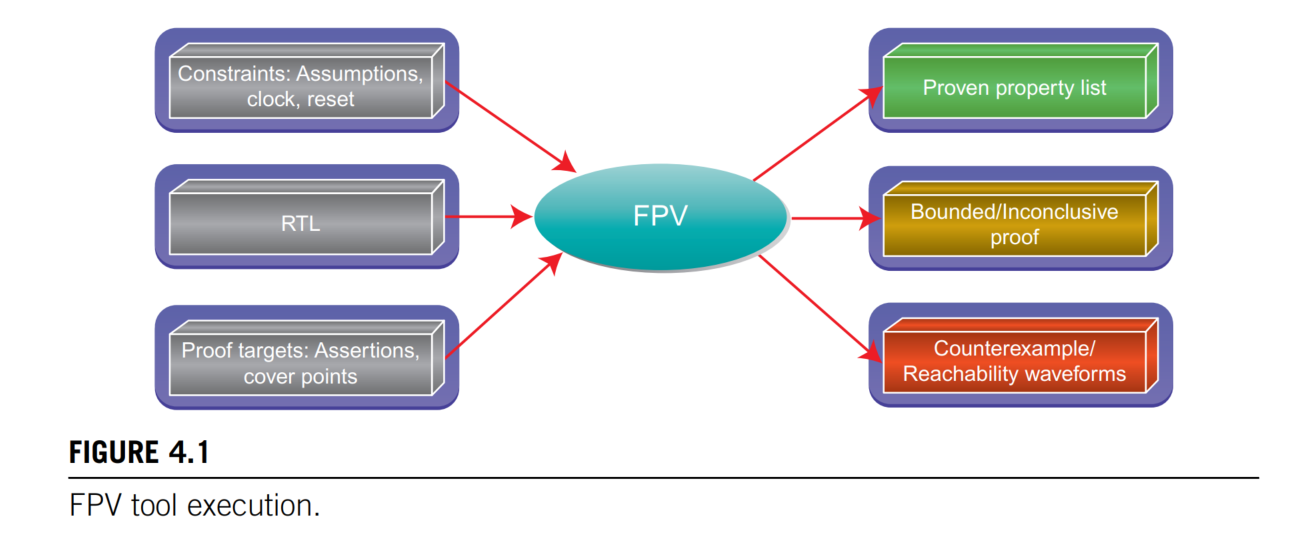 Constraints: Assumptions,
clock, reset
RTL
Proof targets: Assertions,
cover points
FPV
Proven property list
Bounded/Inconclusive
proof
Counterexample/
Reachability waveforms
FIGURE 4.1
FPV tool execution.